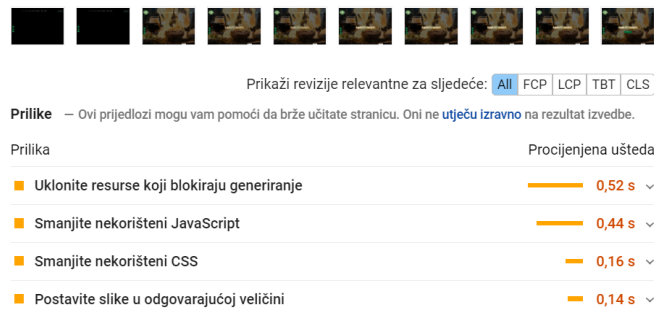 Prikaži revizije relevantne za sljedeće: All FCP LCP TBT CLS
Prilike — Ovi prijedlozi mogu vam pomoći da brže učitate stranicu. Oni ne utječu izravno na rezultat izvedbe.
Prilika Procijenjena ušteda
Uklonite resurse koji blokiraju generiranje 0,52 s
Smanjite nekorišteni JavaScript 0,44 s
Smanjite nekorišteni CSS 0,16 s
Postavite slike u odgovarajućoj veličini 0,14 s